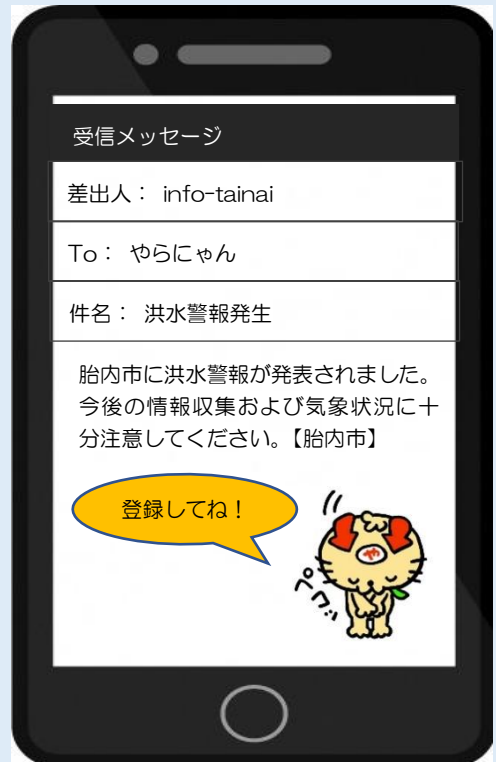 受信メッセージ
差出人： info-tainai
To： やらにゃん
件名： 洪水警報発生
胎内市に洪水警報が発表されました。
今後の情報収集および気象状況に十
分注意してください。【胎内市】
登録してね！
や
ペコッ